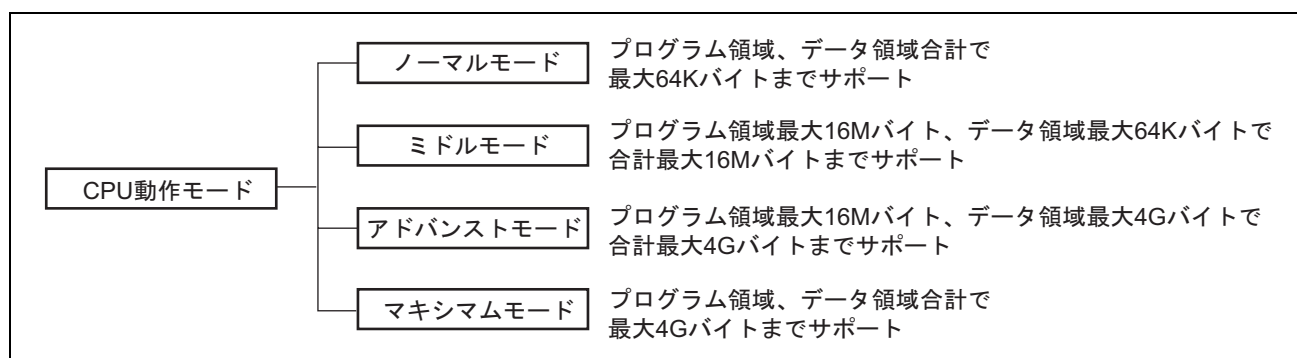 CPU動作モード
ノーマルモード
プログラム領域、データ領域合計で
最大64Kバイトまでサポート
ミドルモード
プログラム領域最大16Mバイト、データ領域最大64Kバイトで
合計最大16Mバイトまでサポート
アドバンストモード
プログラム領域最大16Mバイト、データ領域最大4Gバイトで
合計最大4Gバイトまでサポート
マキシマムモード
プログラム領域、データ領域合計で
最大4Gバイトまでサポート